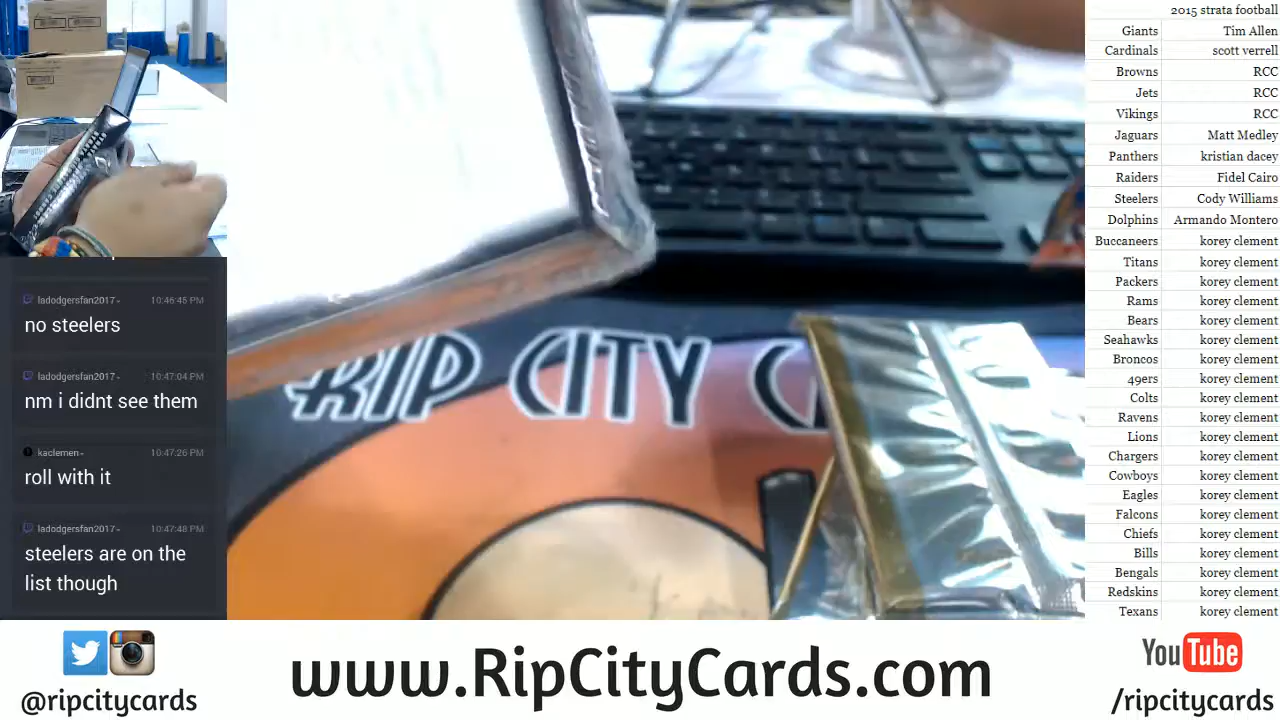 ladodgersfan2017- 10:46:45 PM
no steelers
ladodgersfan2017- 10:47:04 PM
nm i didnt see them
kaclemen- 10:47:26 PM
roll with it
ladodgersfan2017- 10:47:48 PM
steelers are on the
list though
RIP CITY C
2015 strata football
Giants Tim Allen
Cardinals scott verrell
Browns RCC
Jets RCC
Vikings RCC
Jaguars Matt Medley
Panthers kristian dacey
Raiders Fidel Cairo
Steelers Cody Williams
Dolphins Armando Montero
Buccaneers korey clement
Titans korey clement
Packers korey clement
Rams korey clement
Bears korey clement
Seahawks korey clement
Broncos korey clement
49ers korey clement
Colts korey clement
Ravens korey clement
Lions korey clement
Chargers korey clement
Cowboys korey clement
Eagles korey clement
Falcons korey clement
Chiefs korey clement
Bills korey clement
Bengals korey clement
Redskins korey clement
Texans korey clement
@ripcitycards
www.RipCityCards.com
YouTube
/ripcitycards